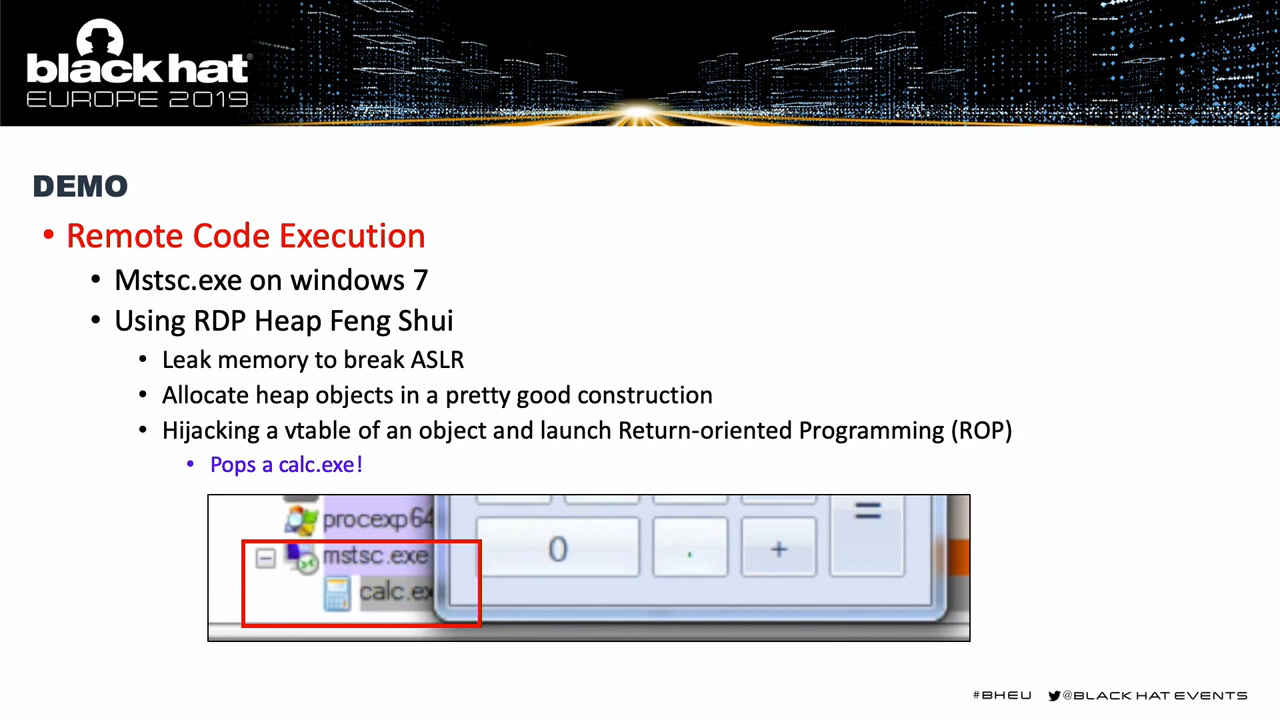 black hat
EUROPE 2019
DEMO
• Remote Code Execution
• Mstsc.exe on windows 7
• Using RDP Heap Feng Shui
• Leak memory to break ASLR
• Allocate heap objects in a pretty good construction
• Hijacking a vtable of an object and launch Return-oriented Programming (ROP)
• Pops a calc.exe!
procexp64
mstsc.exe
calc.ex
=
0 . +
#BHEU @BLACK HAT EVENTS